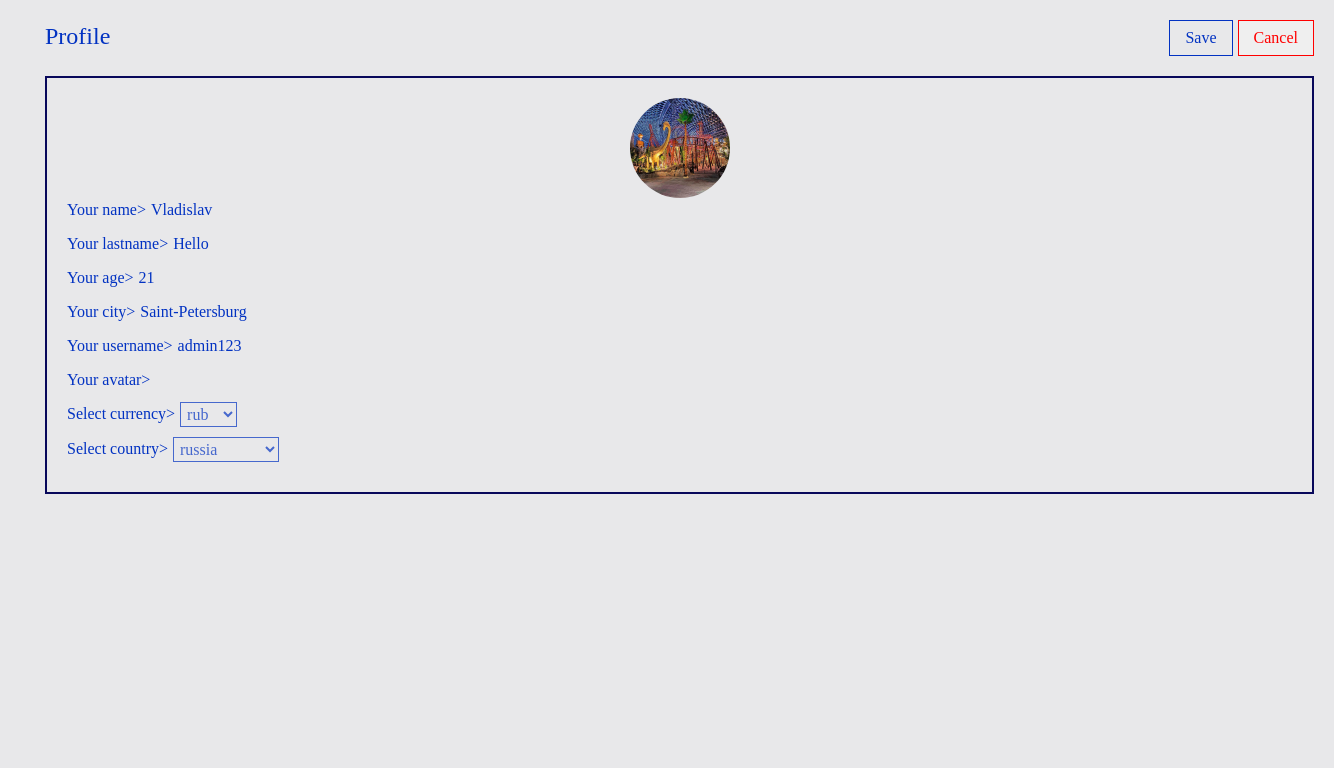 Profile
Save
Cancel
Your name> Vladislav
Your lastname> Hello
Your age> 21
Your city> Saint-Petersburg
Your username> admin123
Your avatar>
Select currency> rub
Select country> russia